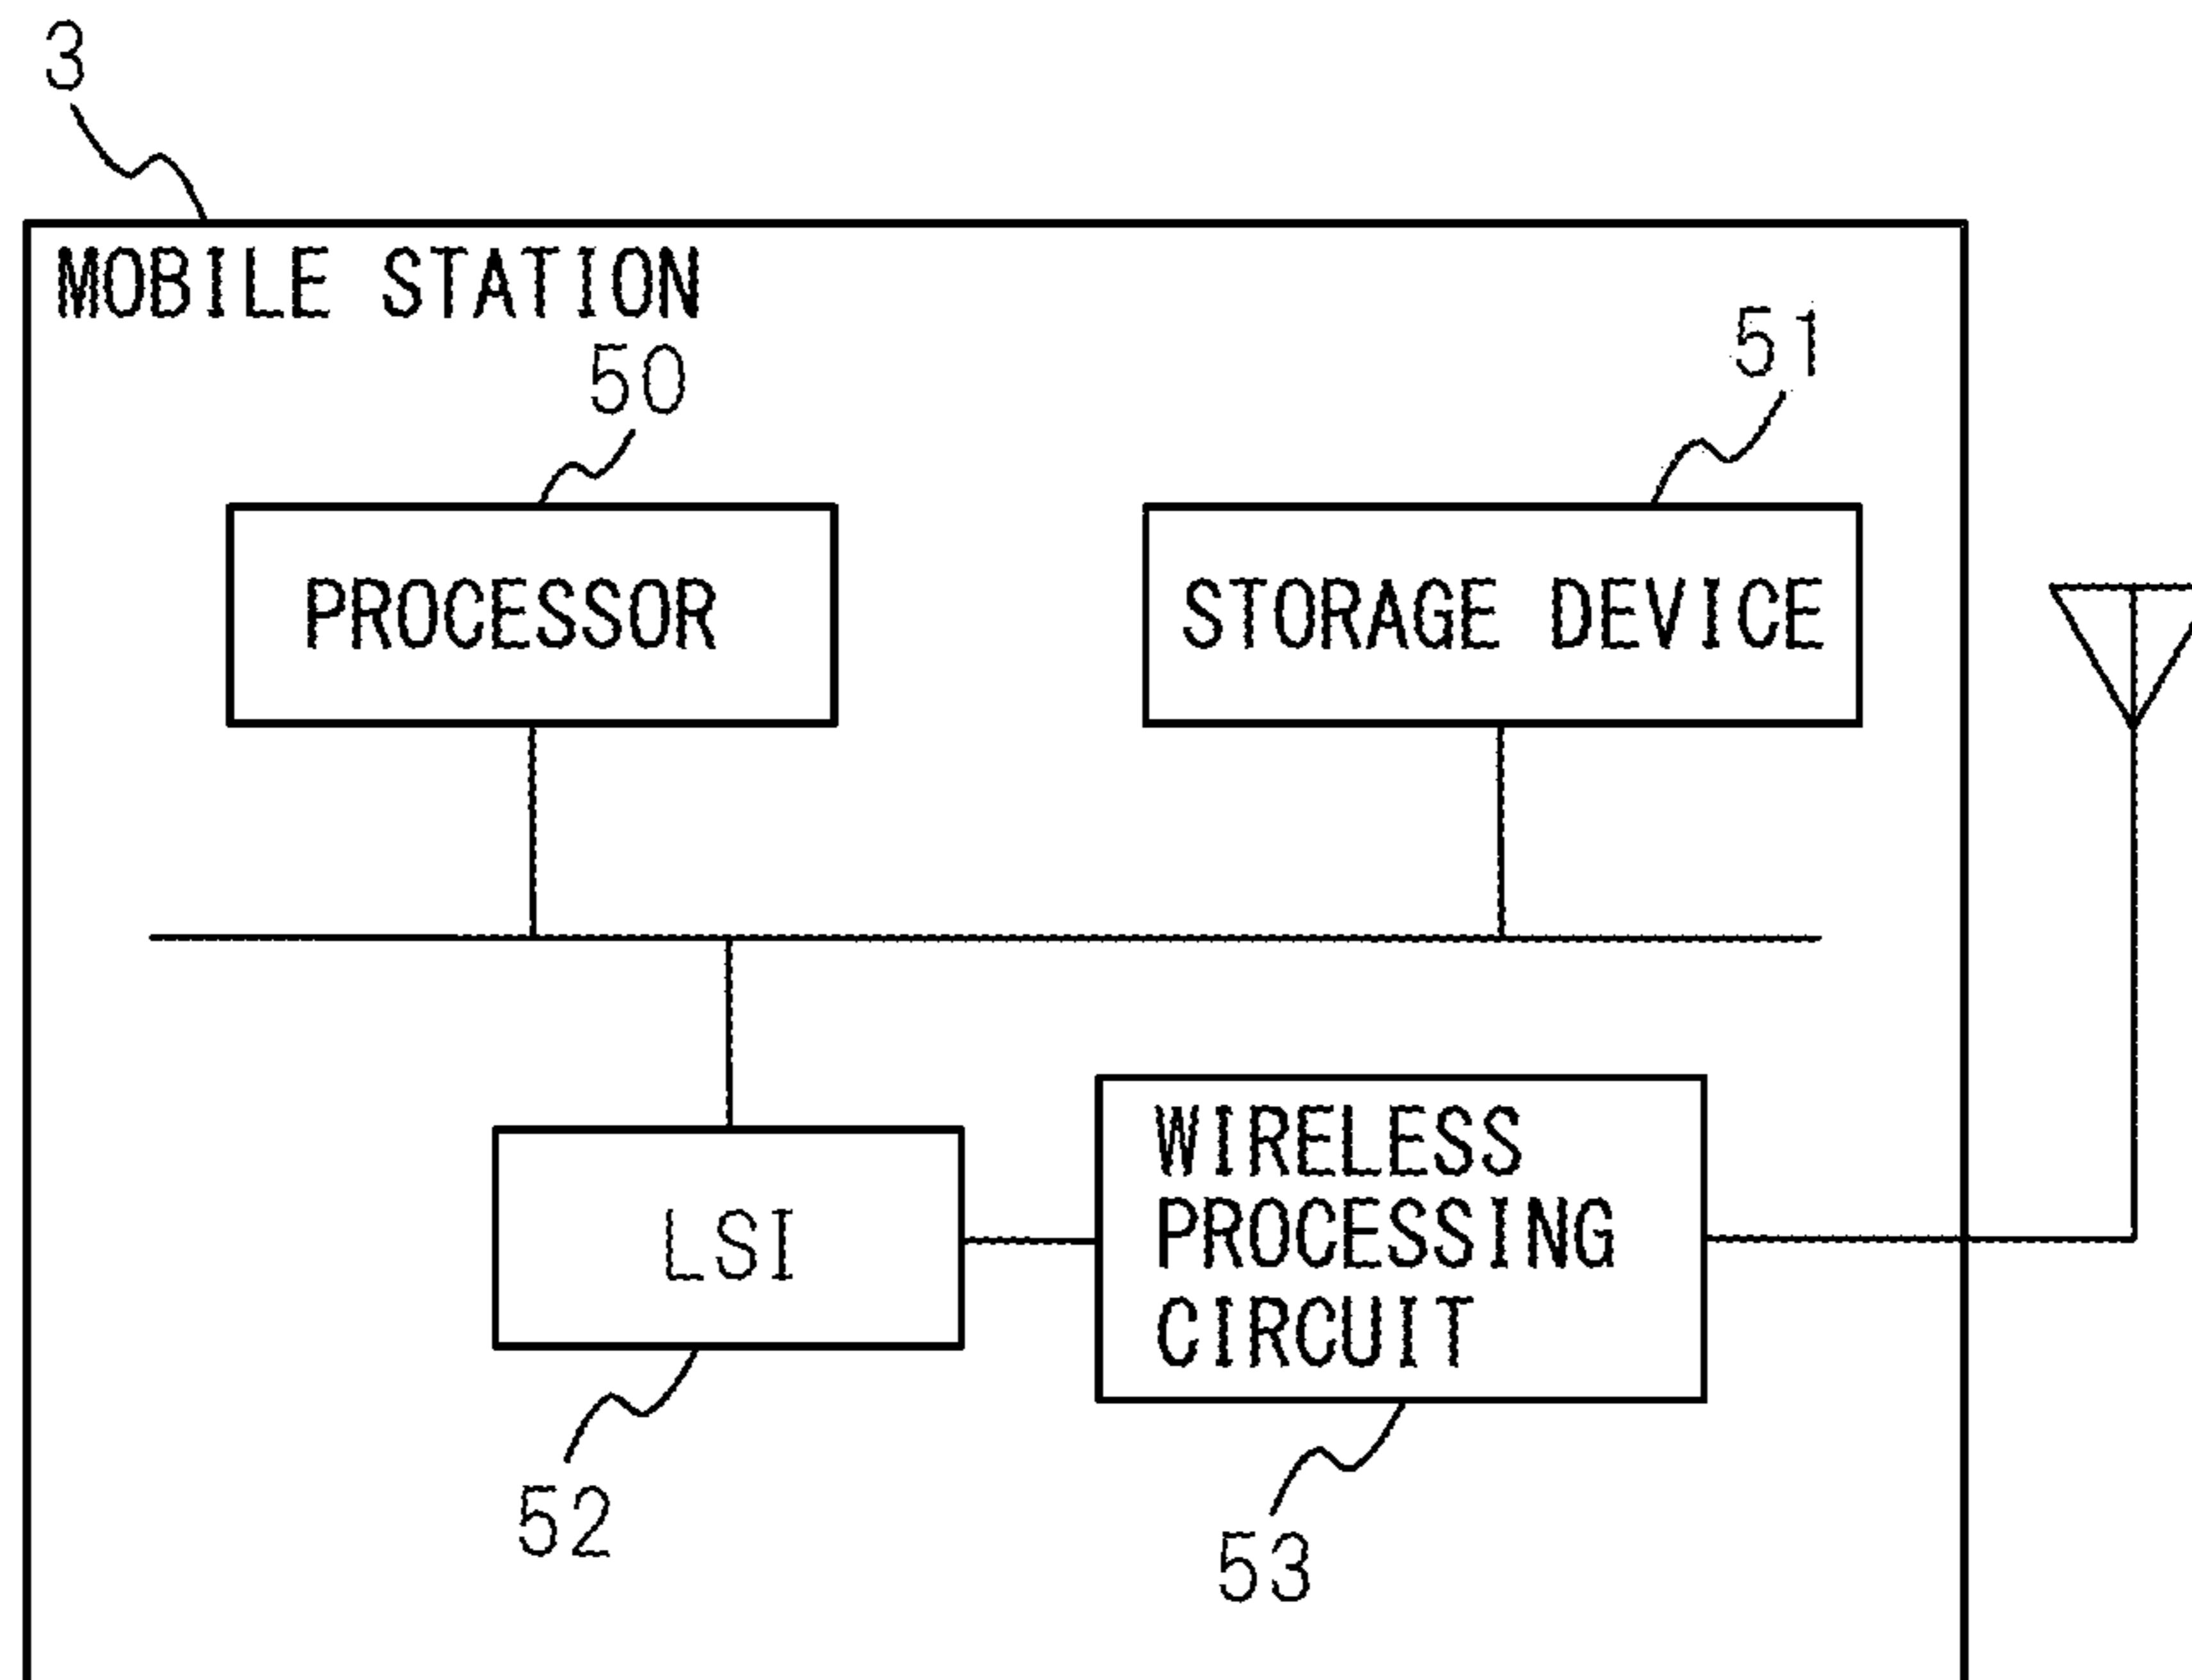 3
MOBILE STATION
50
51
PROCESSOR
STORAGE DEVICE
LSI
WIRELESS
PROCESSING
CIRCUIT
52
53